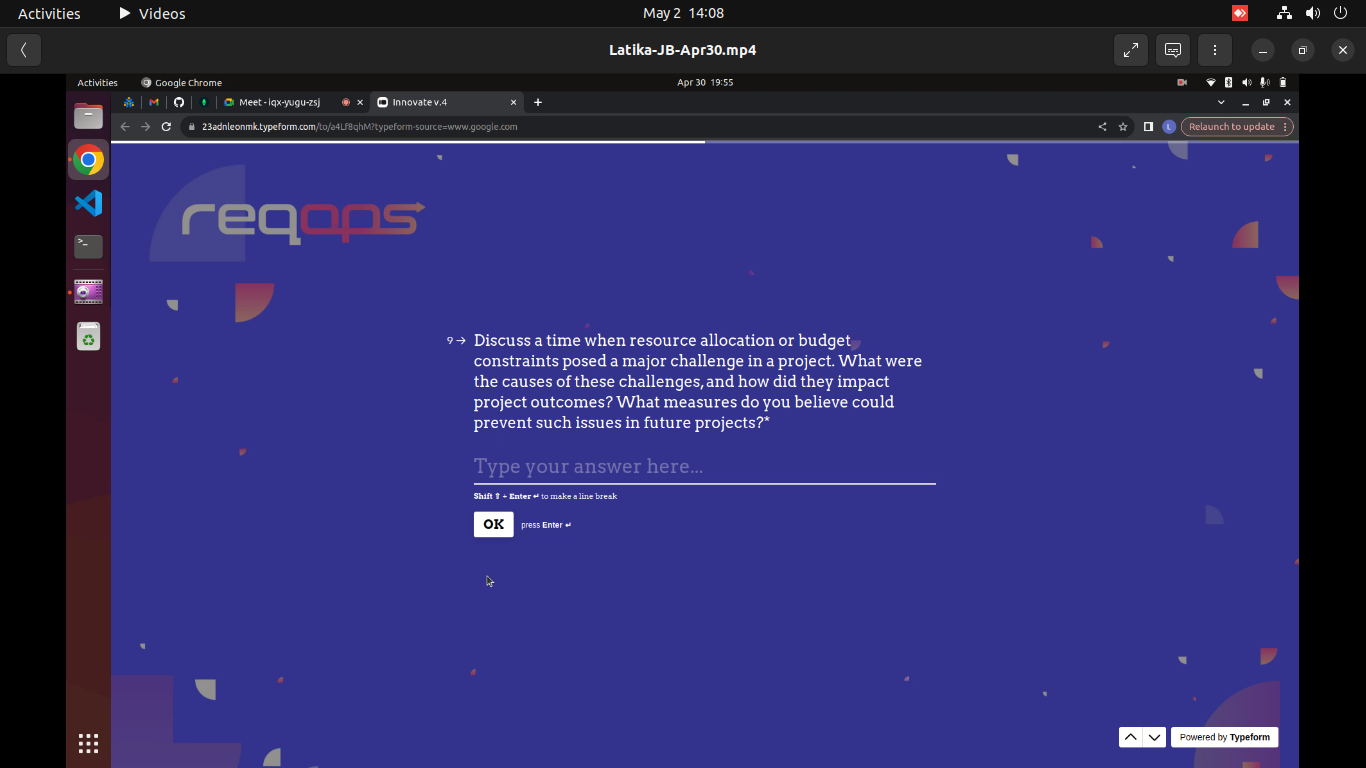 Activities
Videos
May 2 14:08
Latika-JB-Apr30.mp4
Activities
Google Chrome
Apr 30 19:55
Meet - iqx-yugu-zsj
Innovate v.4
23adnleonmk.typeform.com/to/a4Lf8qhM?typeform-source=www.google.com
L
Relaunch to update
reqops
9→ Discuss a time when resource allocation or budget
constraints posed a major challenge in a project. What were
the causes of these challenges, and how did they impact
project outcomes? What measures do you believe could
prevent such issues in future projects?*
Type your answer here...
Shift ⇧ + Enter ↵ to make a line break
OK
press Enter ↵
Powered by Typeform